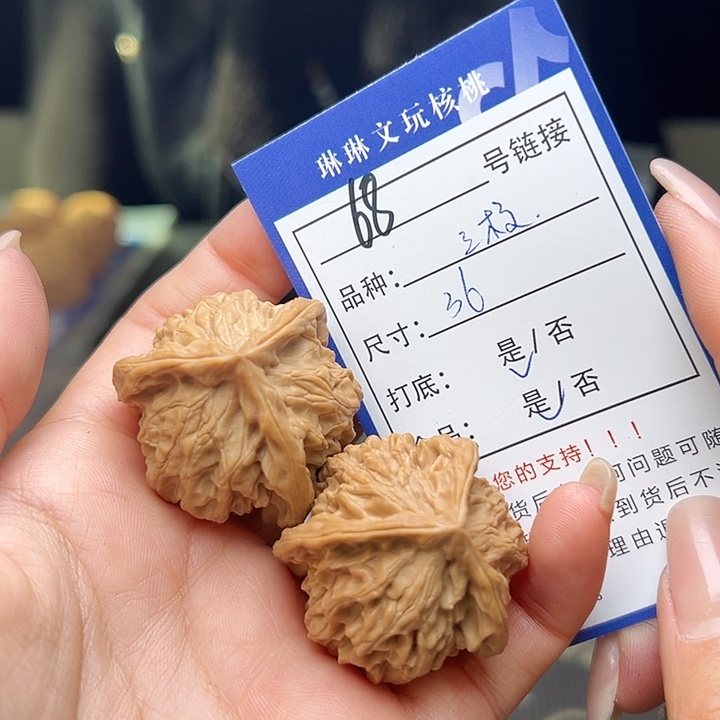 琳琳文玩核桃
68 号链接
品种：三棱.
尺寸：36
打底：是/否
品：是/否
您的支持！！！
问题可随
货后 到货后不
理由退